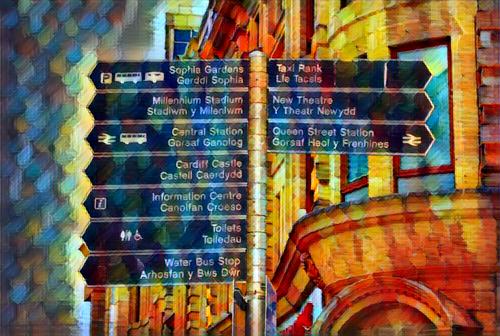 Sophia Gardens
Gerddi Sophia
Millennium Stadium
Stadiwm y Mileniwm
Central Station
Gorsaf Ganolog
Cardiff Castle
Castell Caerdydd
Information Centre
Canolfan Croeso
Toilets
Toiledau
Water Bus Stop
Arhosfan y Bws Dŵr
Taxi Rank
Lle Tacsis
New Theatre
Y Theatr Newydd
Queen Street Station
Gorsaf Heol y Frenhines